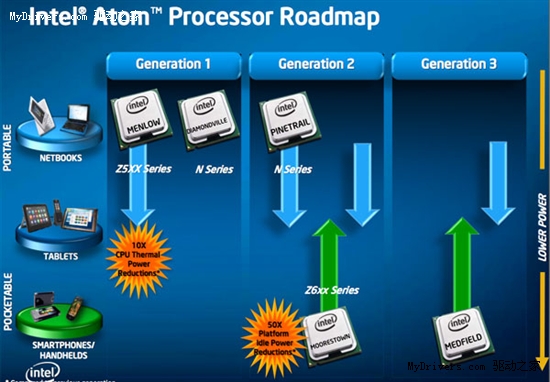 Intel® Atom™ Processor Roadmap
Generation 1
Generation 2
Generation 3
PORTABLE
NETBOOKS
intel
MENLOW
intel
DIAMONDVILLE
intel
PINETRAIL
Z5XX Series
N Series
N Series
TABLETS
10X
CPU Thermal
Power
Reductions*
LOWER POWER
POCKETABLE
Z6xx Series
50X
Platform
Idle Power
Reductions*
intel
MOORESTOWN
intel
MEDFIELD
SMARTPHONES/
HANDHELDS
intel
MyDrivers.com 驱动之家